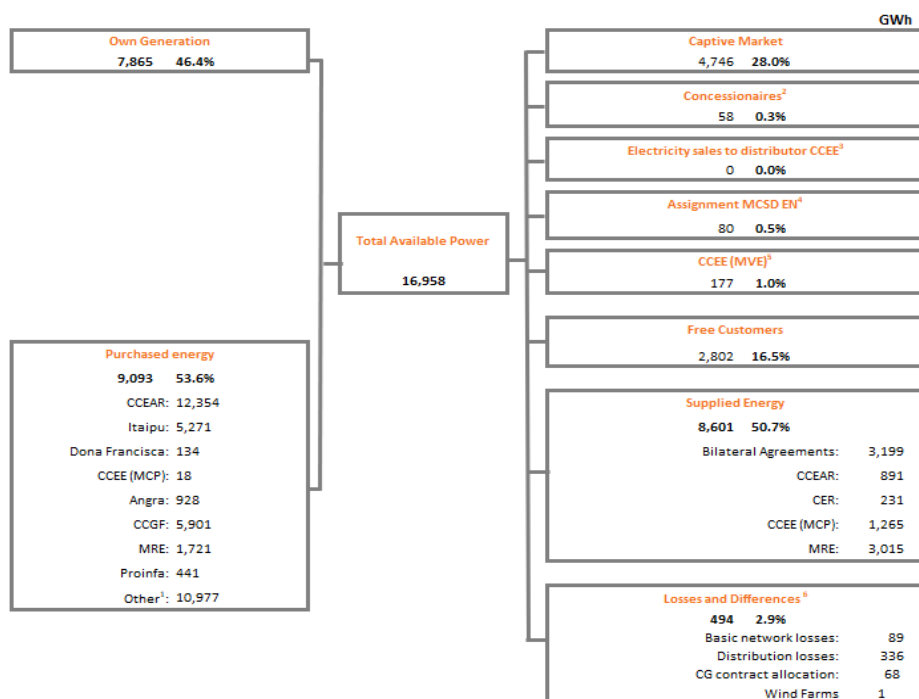 GWh
Own Generation
7,865 46.4%
Purchased energy
9,093 53.6%
CCEAR: 12,354
Itaipu: 5,271
Dona Francisca: 134
CCEE (MCP): 18
Angra: 928
CCGF: 5,901
MRE: 1,721
Proinfa: 441
Other¹: 10,977
Total Available Power
16,958
Captive Market
4,746 28.0%
Concessionaires²
58 0.3%
Electricity sales to distributor CCEE³
0 0.0%
Assignment MCSD EN⁴
80 0.5%
CCEE (MVE)⁵
177 1.0%
Free Customers
2,802 16.5%
Supplied Energy
8,601 50.7%
Bilateral Agreements: 3,199
CCEAR: 891
CER: 231
CCEE (MCP): 1,265
MRE: 3,015
Losses and Differences ⁶
494 2.9%
Basic network losses: 89
Distribution losses: 336
CG contract allocation: 68
Wind Farms 1